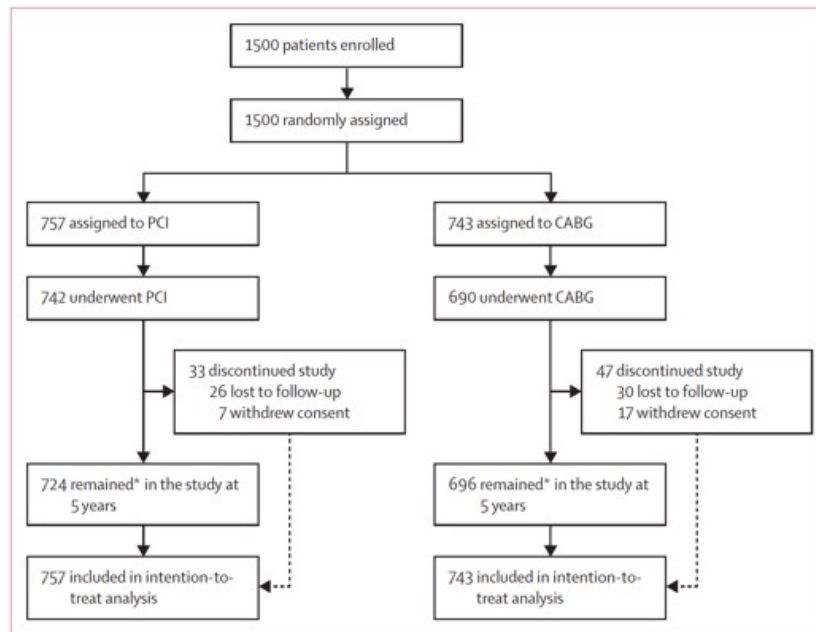 1500 patients enrolled
1500 randomly assigned
757 assigned to PCI
743 assigned to CABG
742 underwent PCI
690 underwent CABG
33 discontinued study
26 lost to follow-up
7 withdrew consent
47 discontinued study
30 lost to follow-up
17 withdrew consent
724 remained* in the study at
5 years
696 remained* in the study at
5 years
757 included in intention-to-
treat analysis
743 included in intention-to-
treat analysis